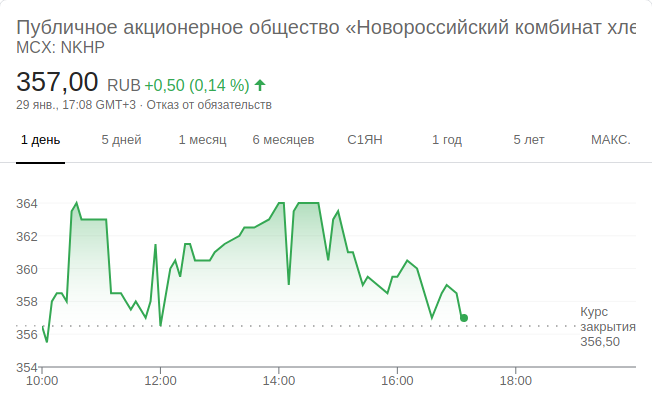 Публичное акционерное общество «Новороссийский комбинат хле
MCX: NKHP
357,00 RUB +0,50 (0,14 %)
29 янв., 17:08 GMT+3 · Отказ от обязательств
1 день 5 дней 1 месяц 6 месяцев С1ЯН 1 год 5 лет МАКС.
364
362
360
358
356
354
Курс
закрытия
356,50
10:00 12:00 14:00 16:00 18:00